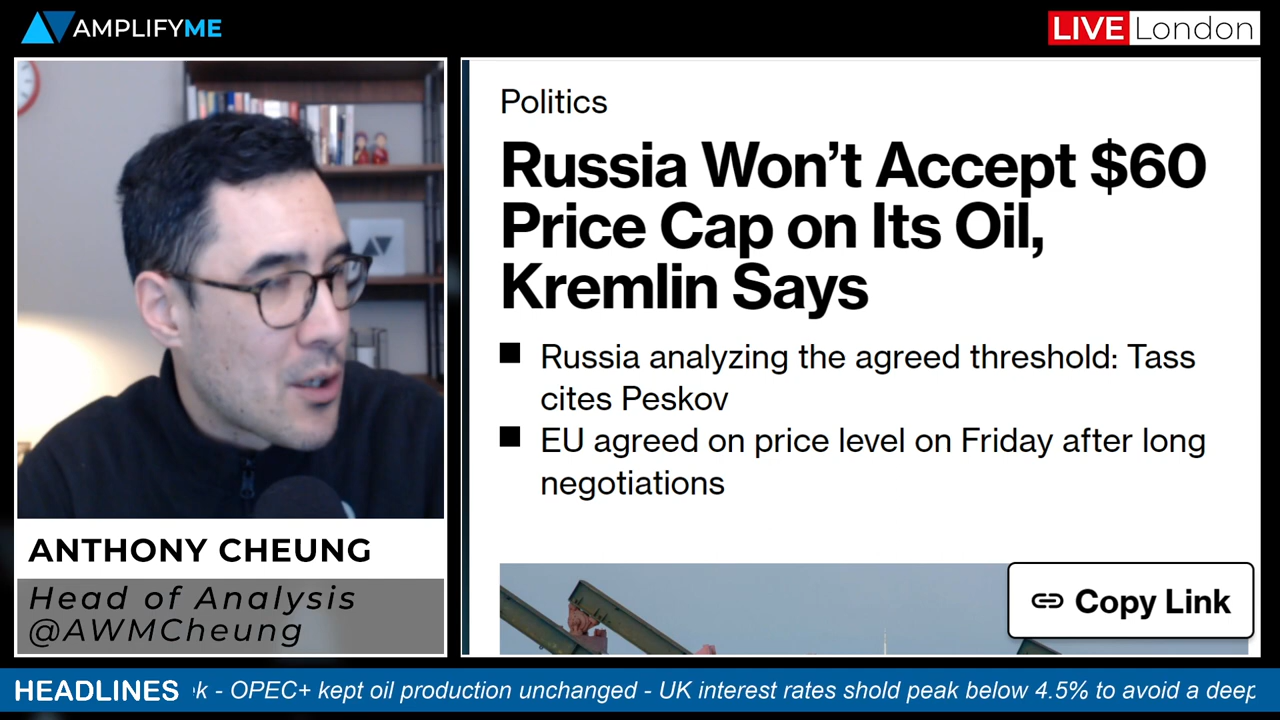 AMPLIFYME
LIVE London
Politics
Russia Won’t Accept $60
Price Cap on Its Oil,
Kremlin Says
Russia analyzing the agreed threshold: Tass
cites Peskov
EU agreed on price level on Friday after long
negotiations
Copy Link
ANTHONY CHEUNG
Head of Analysis
@AWMCheung
HEADLINES - OPEC+ kept oil production unchanged - UK interest rates shold peak below 4.5% to avoid a deep